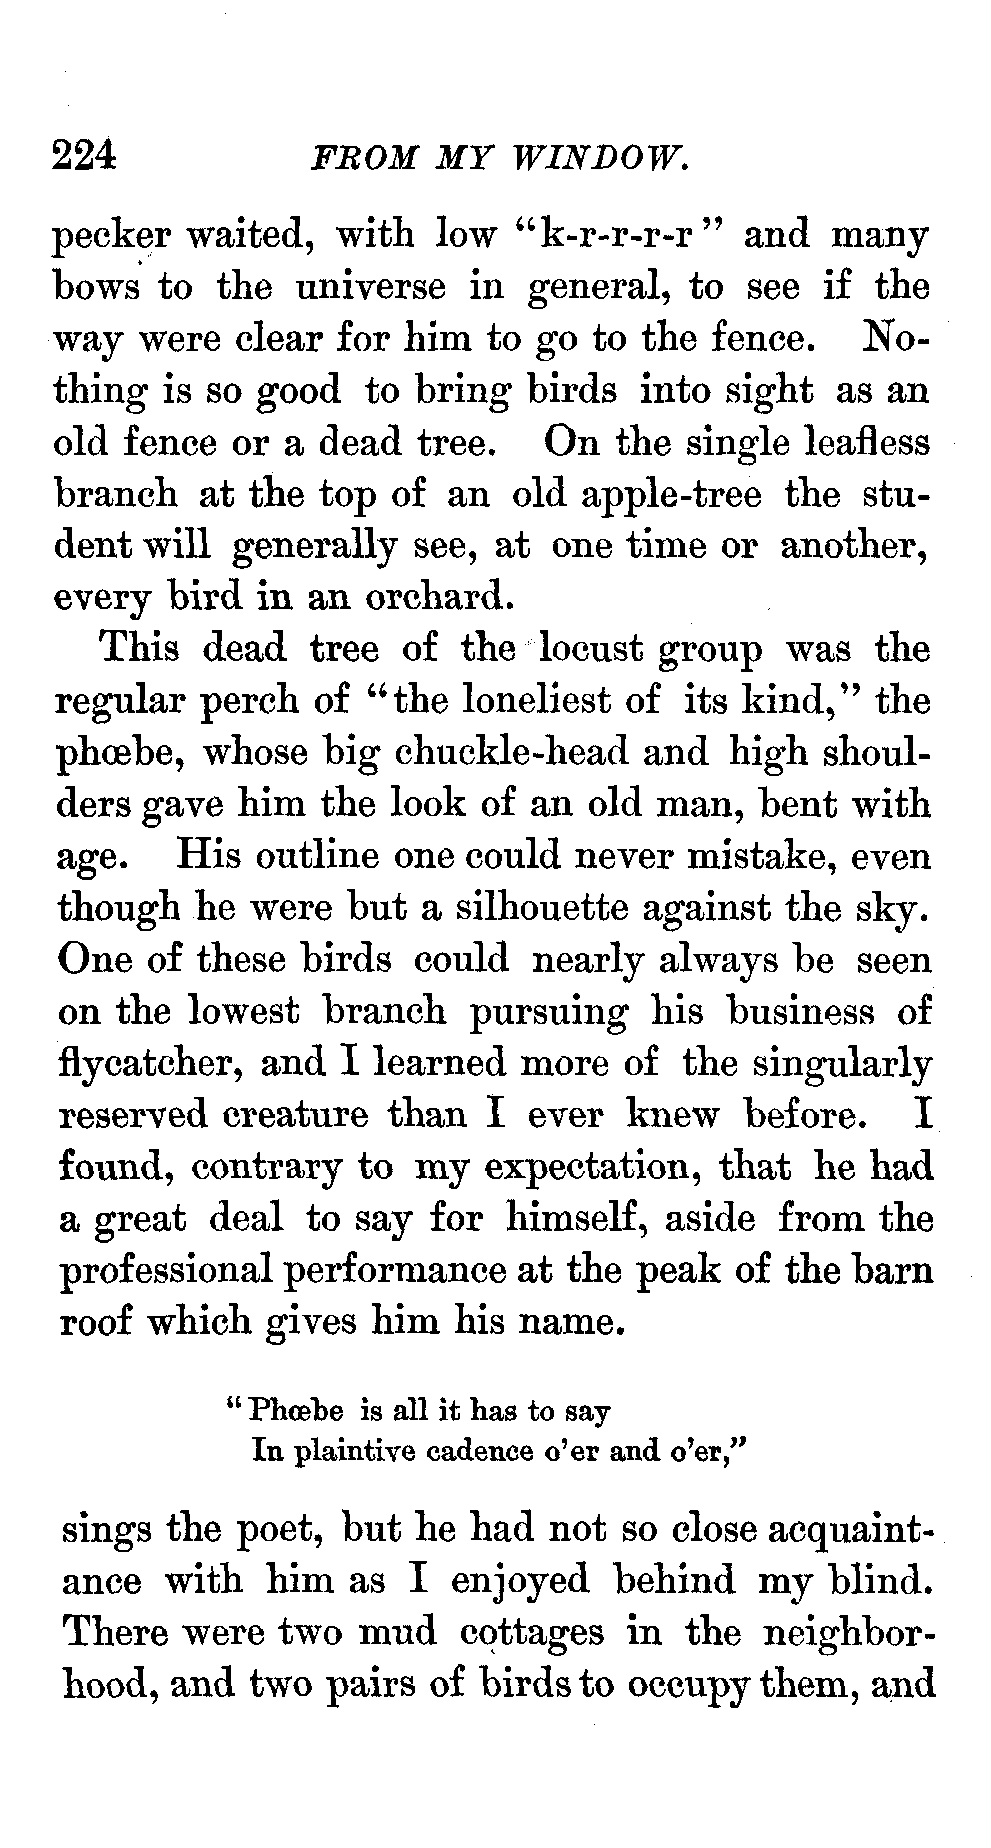 224 FROM MY WINDOW.
pecker waited, with low “k-r-r-r-r” and many
bows to the universe in general, to see if the
way were clear for him to go to the fence. No-
thing is so good to bring birds into sight as an
old fence or a dead tree. On the single leafless
branch at the top of an old apple-tree the stu-
dent will generally see, at one time or another,
every bird in an orchard.
This dead tree of the locust group was the
regular perch of “the loneliest of its kind,” the
phœbe, whose big chuckle-head and high shoul-
ders gave him the look of an old man, bent with
age. His outline one could never mistake, even
though he were but a silhouette against the sky.
One of these birds could nearly always be seen
on the lowest branch pursuing his business of
flycatcher, and I learned more of the singularly
reserved creature than I ever knew before. I
found, contrary to my expectation, that he had
a great deal to say for himself, aside from the
professional performance at the peak of the barn
roof which gives him his name.
“Phœbe is all it has to say
In plaintive cadence o’er and o’er,”
sings the poet, but he had not so close acquaint-
ance with him as I enjoyed behind my blind.
There were two mud cottages in the neighbor-
hood, and two pairs of birds to occupy them, and